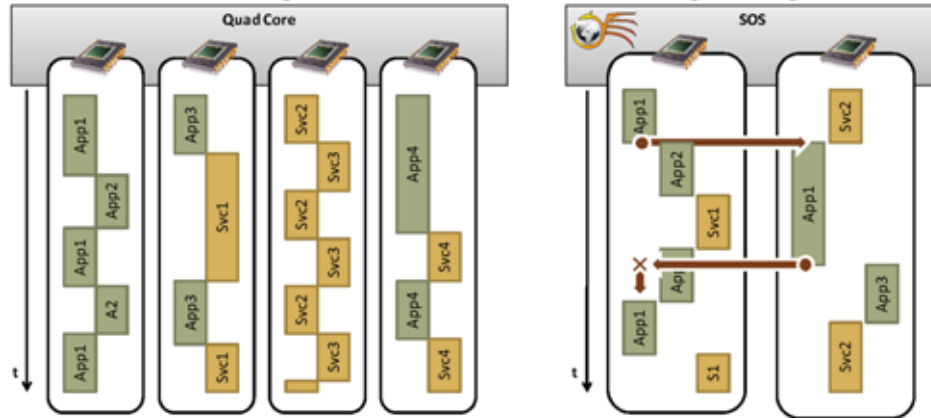 Quad Core
App1
App2
App1
A2
App1
App3
Svc1
App3
Svc1
Svc2
Svc3
Svc2
Svc3
Svc2
Svc3
App4
Svc4
App4
Svc4
t
SOS
App1
App2
Svc1
App1
S1
Svc2
App1
App3
Svc2
t